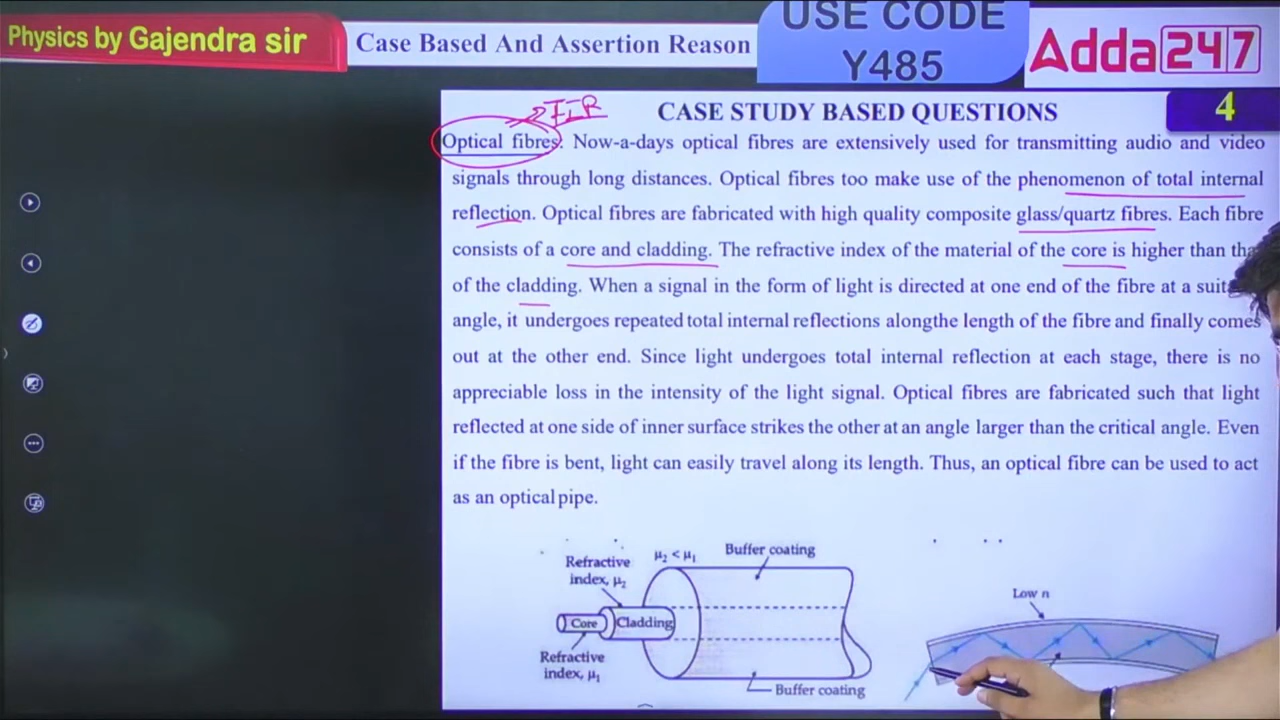 Physics by Gajendra sir
Case Based And Assertion Reason
USE CODE
Y485
Adda247
TIR
CASE STUDY BASED QUESTIONS
4
Optical fibres. Now-a-days optical fibres are extensively used for transmitting audio and video
signals through long distances. Optical fibres too make use of the phenomenon of total internal
reflection. Optical fibres are fabricated with high quality composite glass/quartz fibres. Each fibre
consists of a core and cladding. The refractive index of the material of the core is higher than
of the cladding. When a signal in the form of light is directed at one end of the fibre at a
angle, it undergoes repeated total internal reflections alongthe length of the fibre and finally comes
out at the other end. Since light undergoes total internal reflection at each stage, there is no
appreciable loss in the intensity of the light signal. Optical fibres are fabricated such that light
reflected at one side of inner surface strikes the other at an angle larger than the critical angle. Even
if the fibre is bent, light can easily travel along its length. Thus, an optical fibre can be used to act
as an optical pipe.
Refractive
index, μ₂
μ₂ < μ₁
Buffer coating
Core
Cladding
Refractive
index, μ₁
Buffer coating
Low n